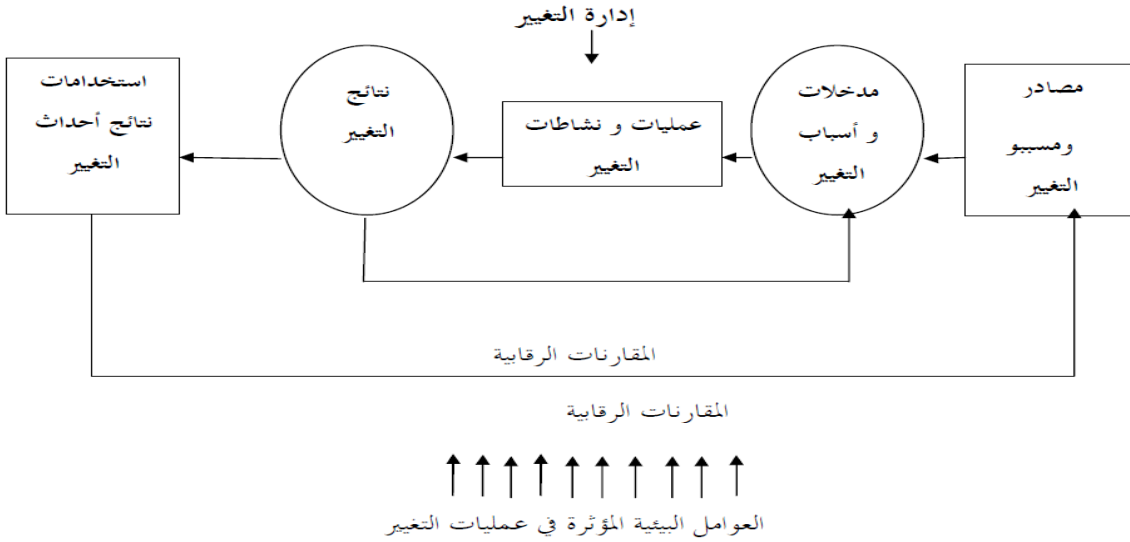 إدارة التغيير
مصادر
ومسببو
التغيير
مدخلات
و أسباب
التغيير
عمليات و نشاطات
التغيير
نتائج
التغيير
استخدامات
نتائج أحداث
التغيير
المقارنات الرقابية
المقارنات الرقابية
العوامل البيئية المؤثرة في عمليات التغيير